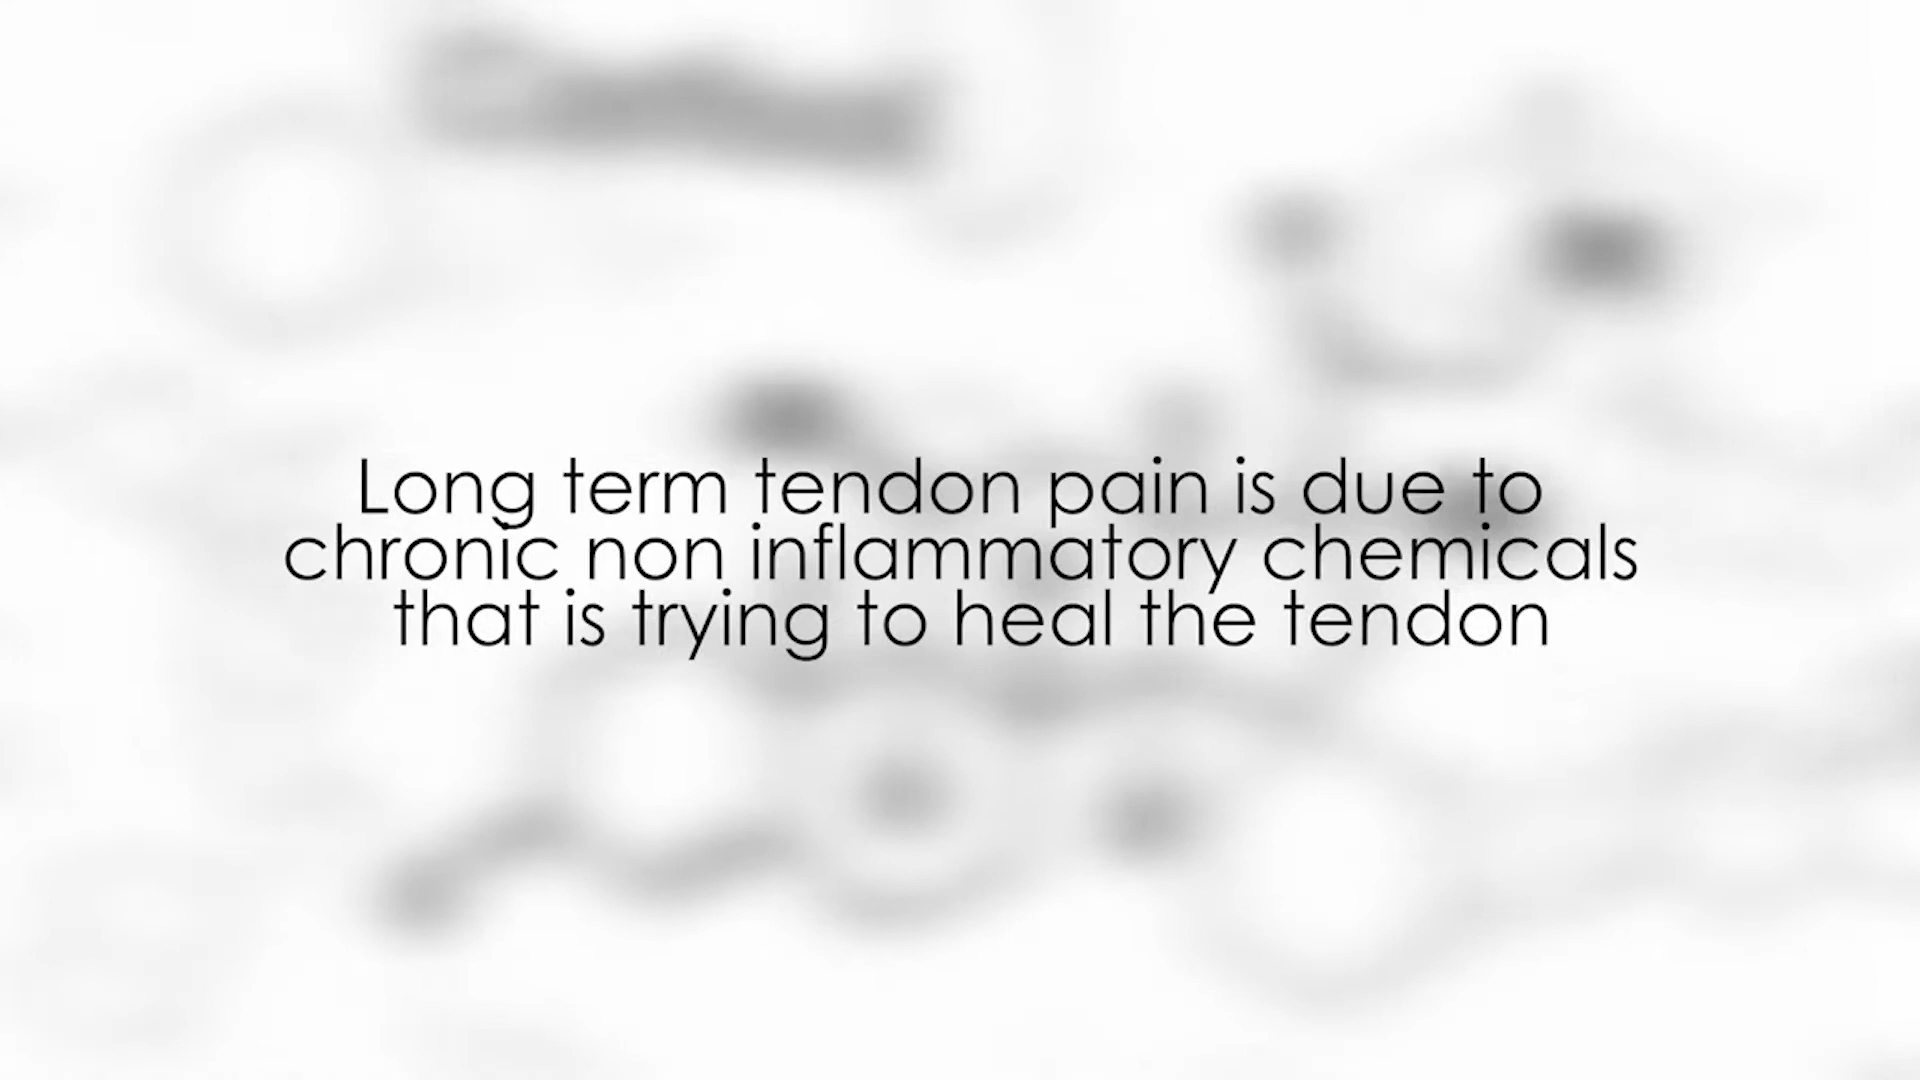 Long term tendon pain is due to
chronic non inflammatory chemicals
that is trying to heal the tendon